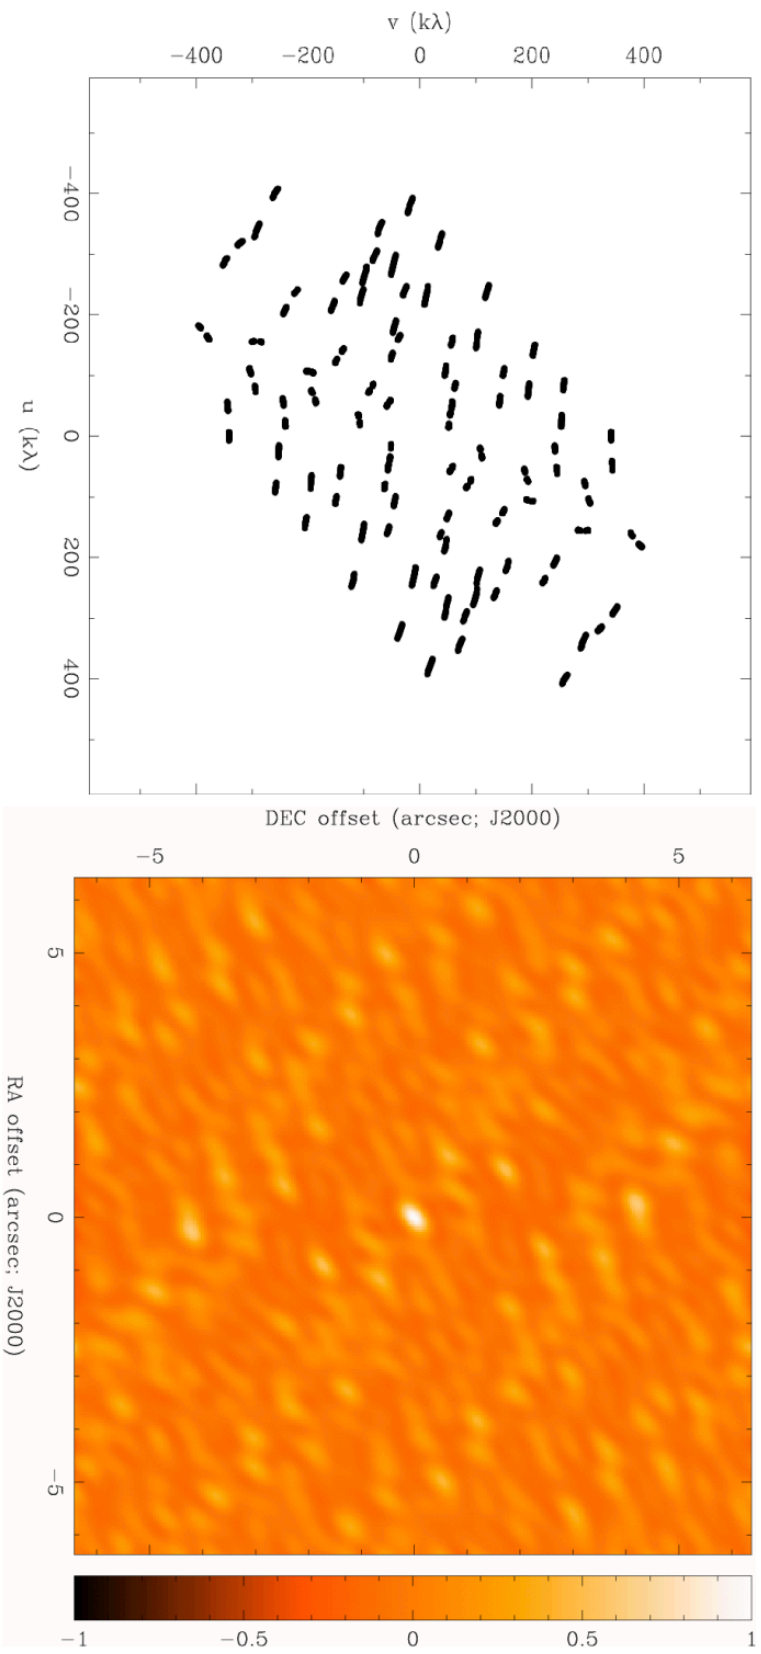 v (kλ)
−400 −200 0 200 400
−400
−200
0
200
400
u (kλ)
DEC offset (arcsec; J2000)
−5 0 5
5
0
−5
RA offset (arcsec; J2000)
−1 −0.5 0 0.5 1